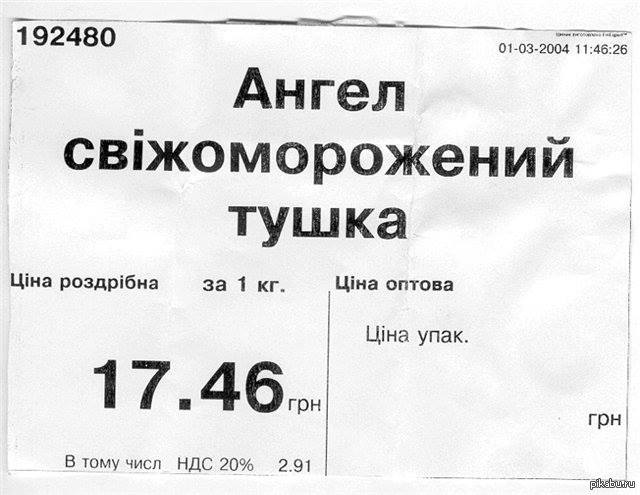 192480
01-03-2004 11:46:26
Ангел
свіжоморожений
тушка
Ціна роздрібна за 1 кг.
Ціна оптова
Ціна упак.
17.46 грн
грн
В тому числ НДС 20% 2.91
pikabu.ru